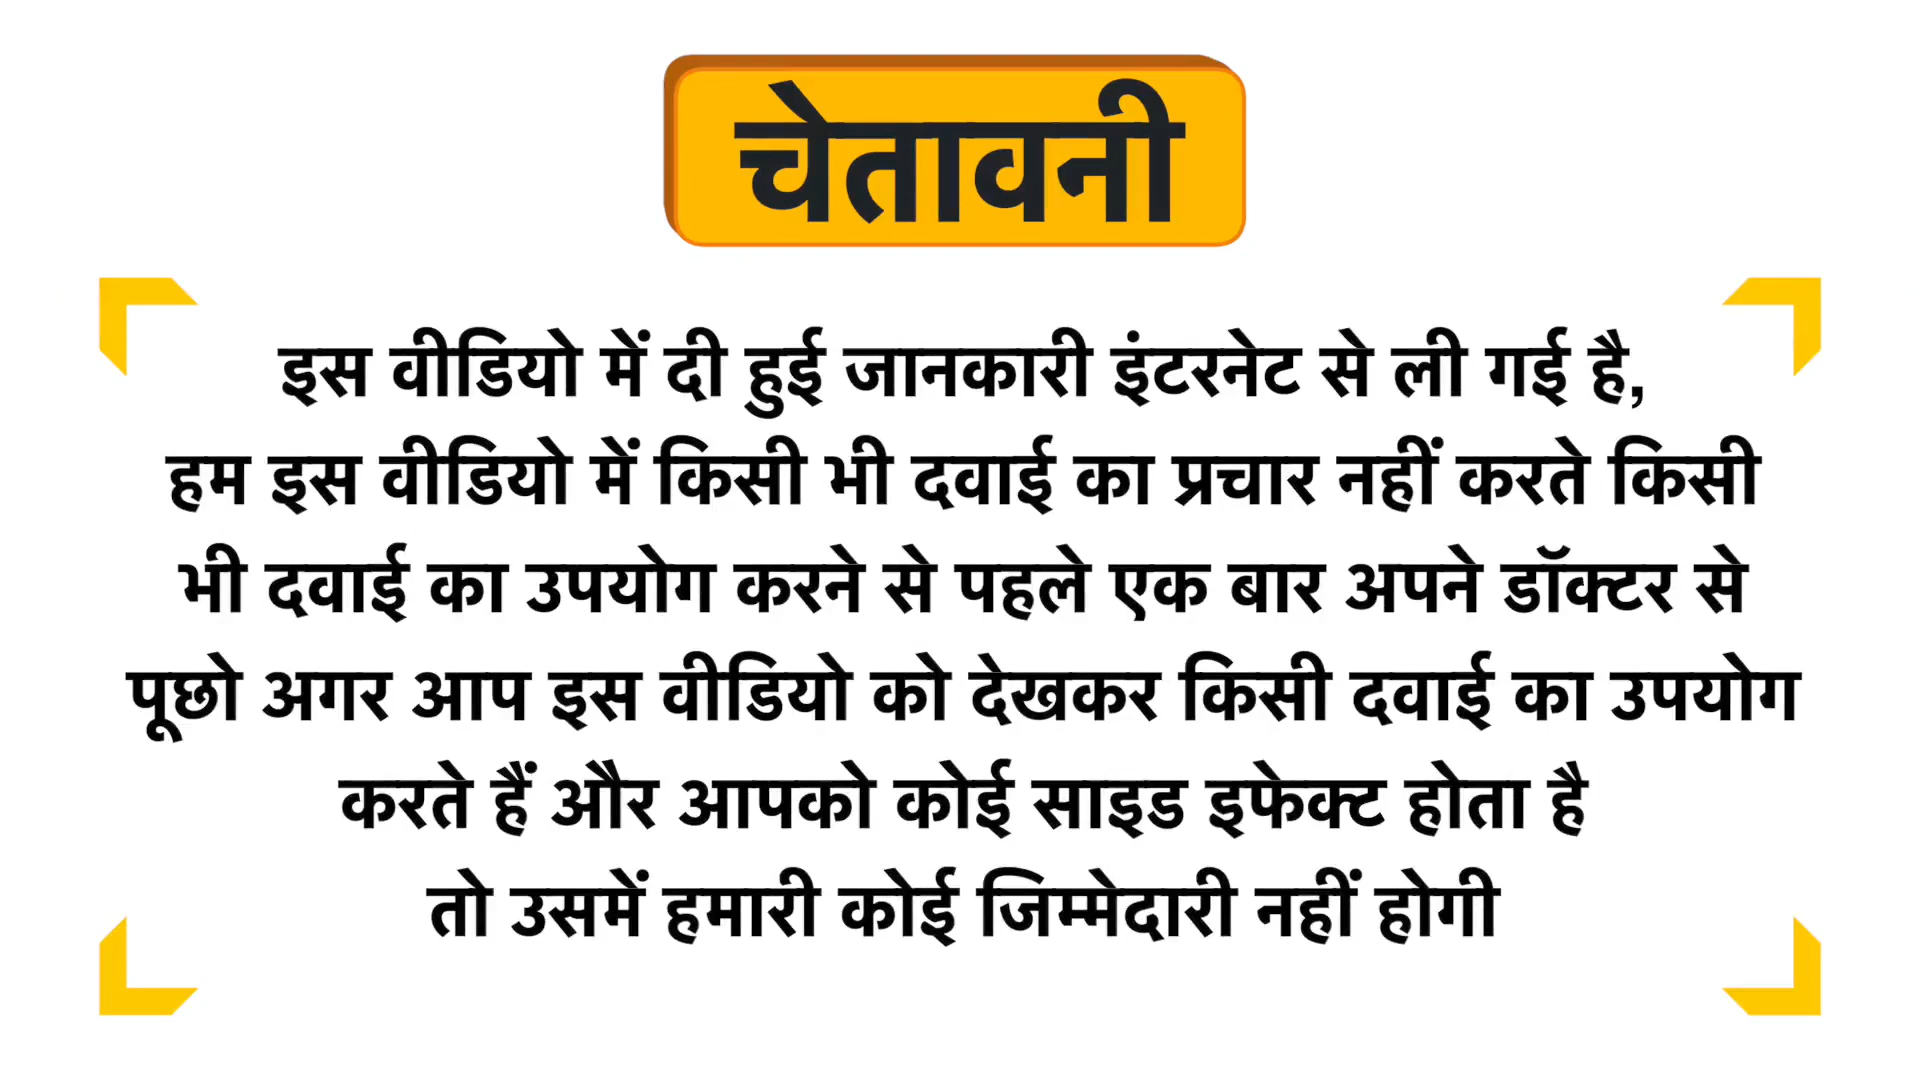 चेतावनी
इस वीडियो में दी हुई जानकारी इंटरनेट से ली गई है,
हम इस वीडियो में किसी भी दवाई का प्रचार नहीं करते किसी
भी दवाई का उपयोग करने से पहले एक बार अपने डॉक्टर से
पूछो अगर आप इस वीडियो को देखकर किसी दवाई का उपयोग
करते हैं और आपको कोई साइड इफेक्ट होता है
तो उसमें हमारी कोई जिम्मेदारी नहीं होगी